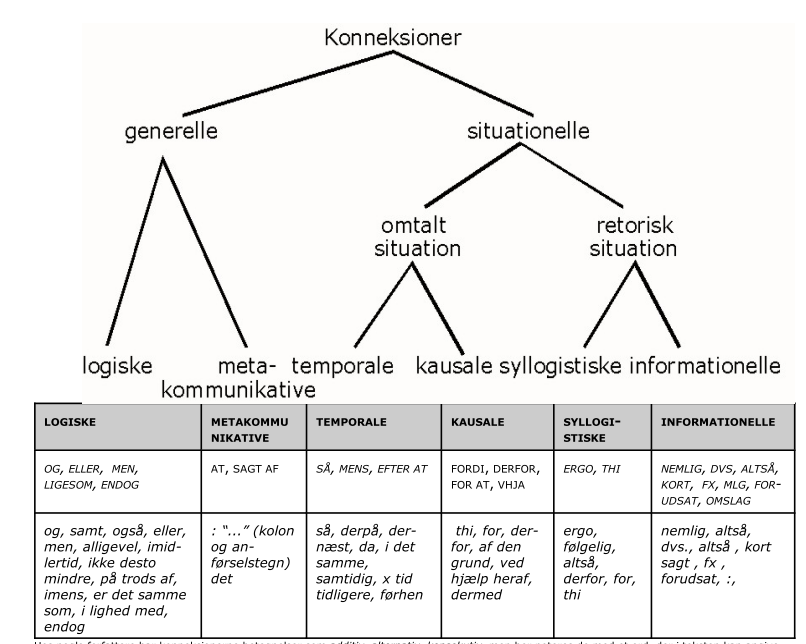 Konneksioner
generelle
situationelle
omtalt
situation
retorisk
situation
logiske
meta-
kommunikative
temporale
kausale
syllogistiske
informationelle
LOGISKE
METAKOMMU
NIKATIVE
TEMPORALE
KAUSALE
SYLLOGI-
STISKE
INFORMATIONELLE
OG, ELLER, MEN,
LIGESOM, ENDOG
AT, SAGT AF
SÅ, MENS, EFTER AT
FORDI, DERFOR,
FOR AT, VHJA
ERGO, THI
NEMLIG, DVS, ALTSÅ,
KORT, FX, MLG, FOR-
UDSAT, OMSLAG
og, samt, også, eller,
men, alligevel, imid-
lertid, ikke desto
mindre, på trods af,
imens, er det samme
som, i lighed med,
endog
: “...” (kolon
og an-
førselstegn)
det
så, derpå, der-
næst, da, i det
samme,
samtidig, x tid
tidligere, førhen
thi, for, der-
for, af den
grund, ved
hjælp heraf,
dermed
ergo,
følgelig,
altså,
derfor, for,
thi
nemlig, altså,
dvs., altså , kort
sagt , fx ,
forudsat, :,